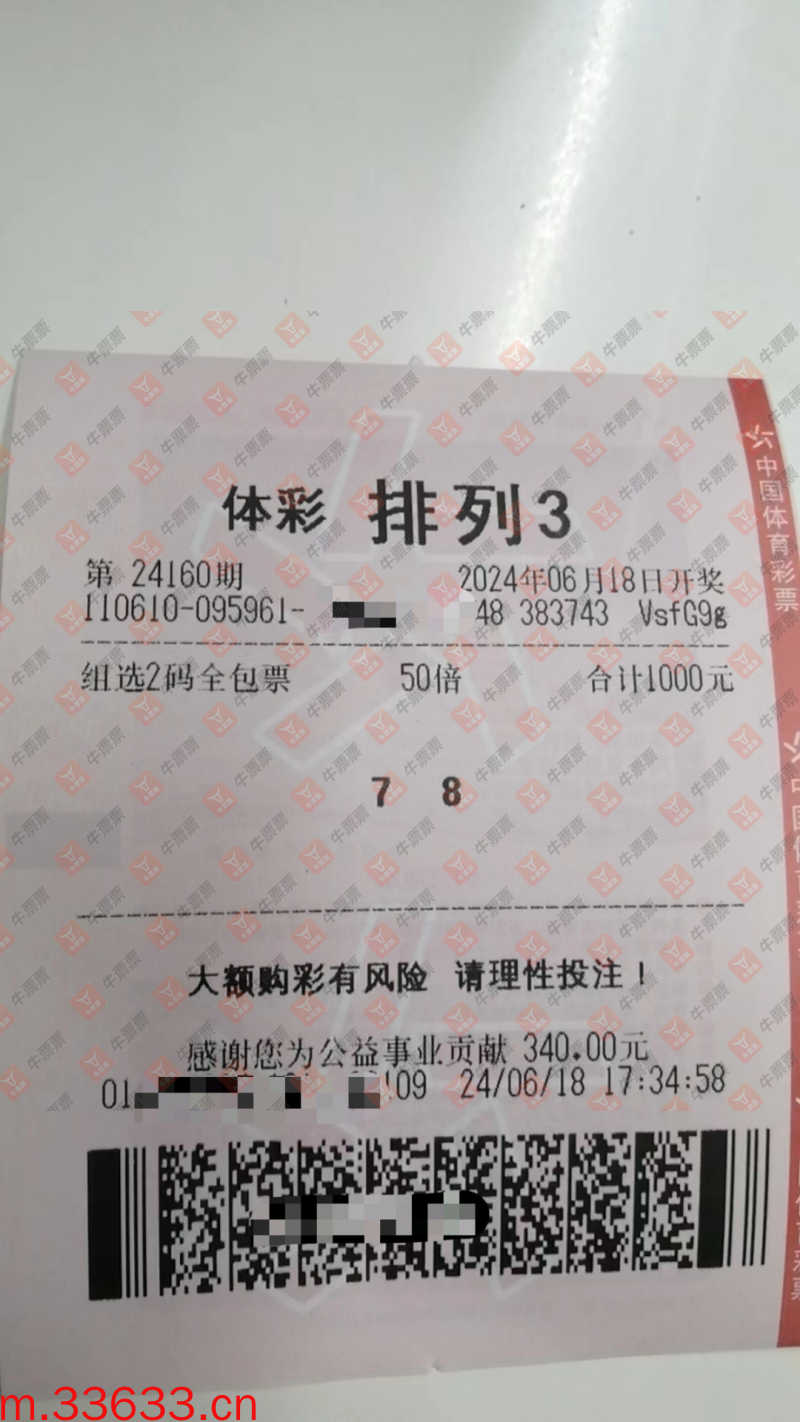 体彩 排列3
第 24160期 2024年06月18日开奖
110610-095961- 48 383743 VsfG9g
组选2码全包票 50倍 合计1000元
7 8
大额购彩有风险 请理性投注！
感谢您为公益事业贡献 340.00元
01 109 24/06/18 17:34:58
中国体育彩票
牛票票
m.33633.cn